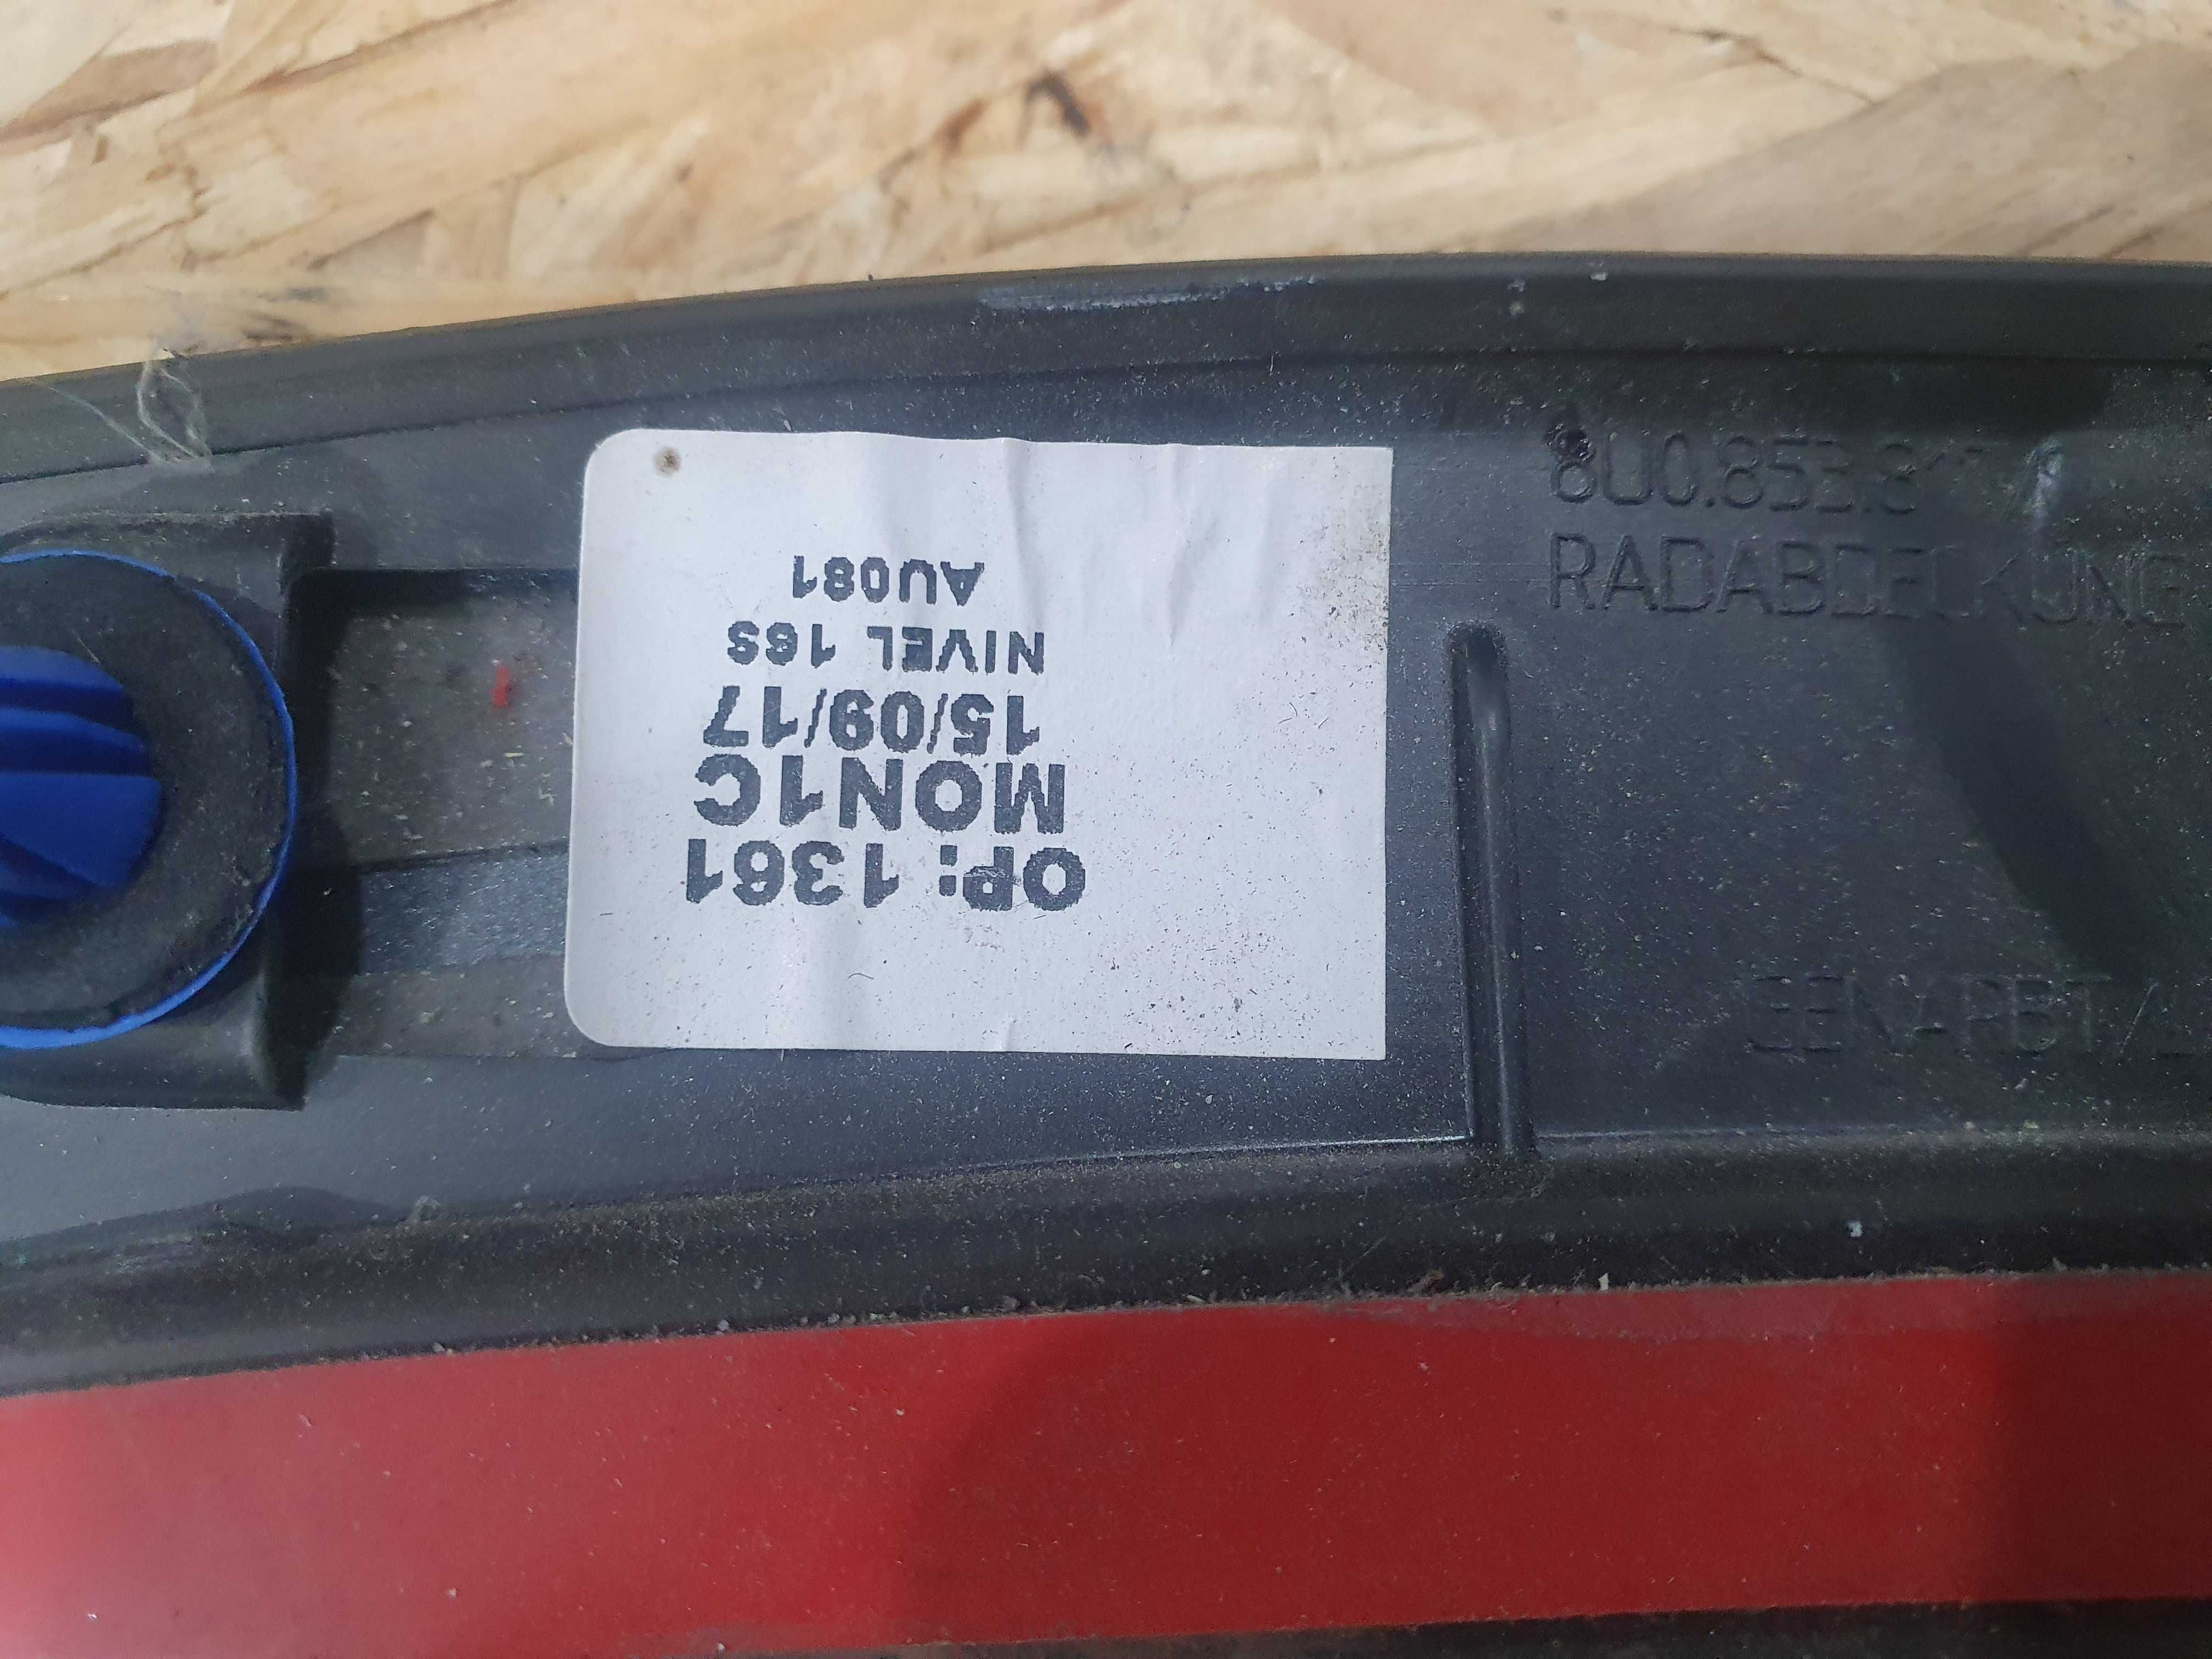 OP: 1361
MON1C
15/09/17
NIVEL 16S
AU081
RADABDECKUNG